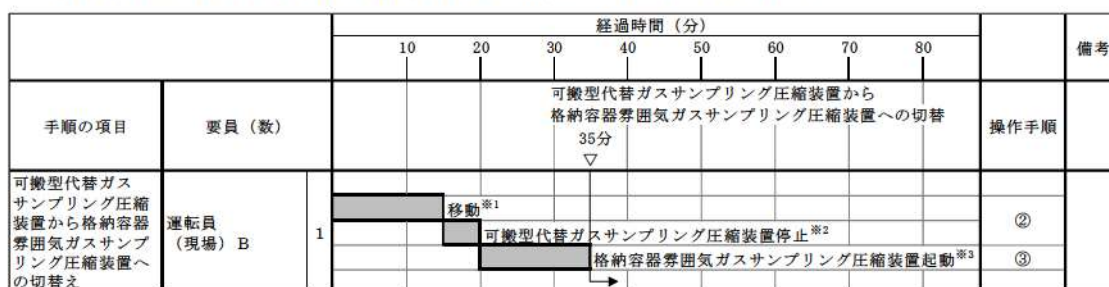 経過時間（分）
10 20 30 40 50 60 70 80
備考
手順の項目
要員（数）
可搬型代替ガスサンプリング圧縮装置から
格納容器雰囲気ガスサンプリング圧縮装置への切替
35分
▽
操作手順
可搬型代替ガス
サンプリング圧縮
装置から格納容器
雰囲気ガスサンプ
リング圧縮装置へ
の切替え
運転員
（現場）B
1
移動※1
可搬型代替ガスサンプリング圧縮装置停止※2
②
格納容器雰囲気ガスサンプリング圧縮装置起動※3
③